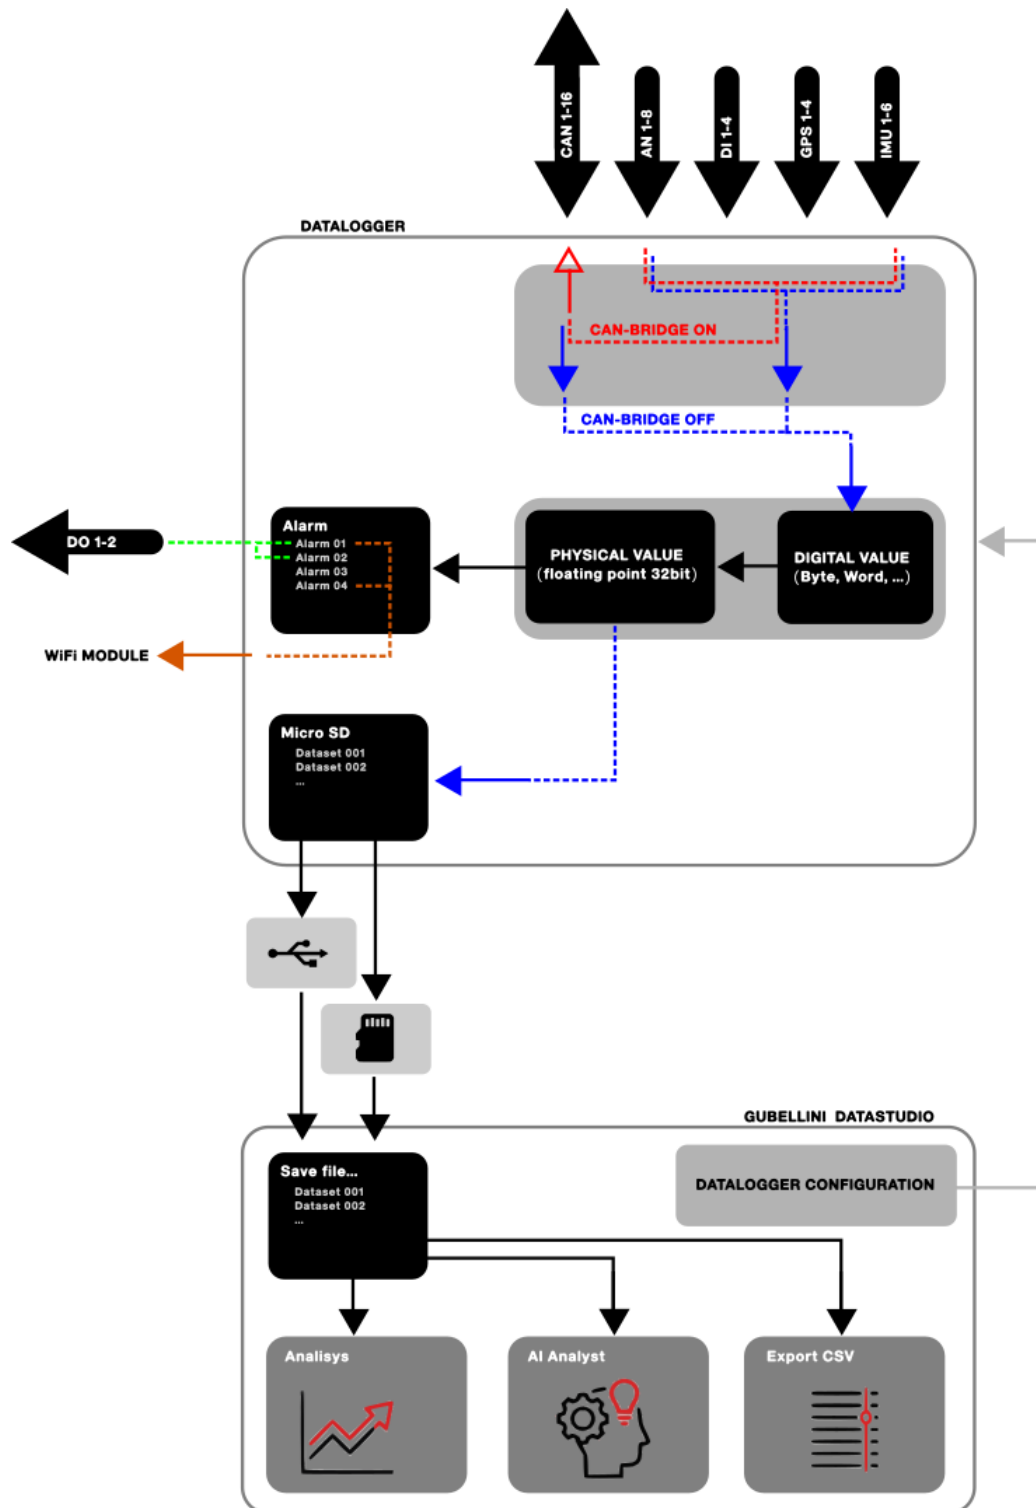 CAN 1-16
AN 1-8
DI 1-4
GPS 1-4
IMU 1-6
DATALOGGER
CAN-BRIDGE ON
CAN-BRIDGE OFF
DO 1-2
Alarm
Alarm 01
Alarm 02
Alarm 03
Alarm 04
PHYSICAL VALUE
(floating point 32bit)
DIGITAL VALUE
(Byte, Word, ...)
WiFi MODULE
Micro SD
Dataset 001
Dataset 002
...
GUBELLINI DATASTUDIO
Save file...
Dataset 001
Dataset 002
...
DATALOGGER CONFIGURATION
Analisys
AI Analyst
Export CSV